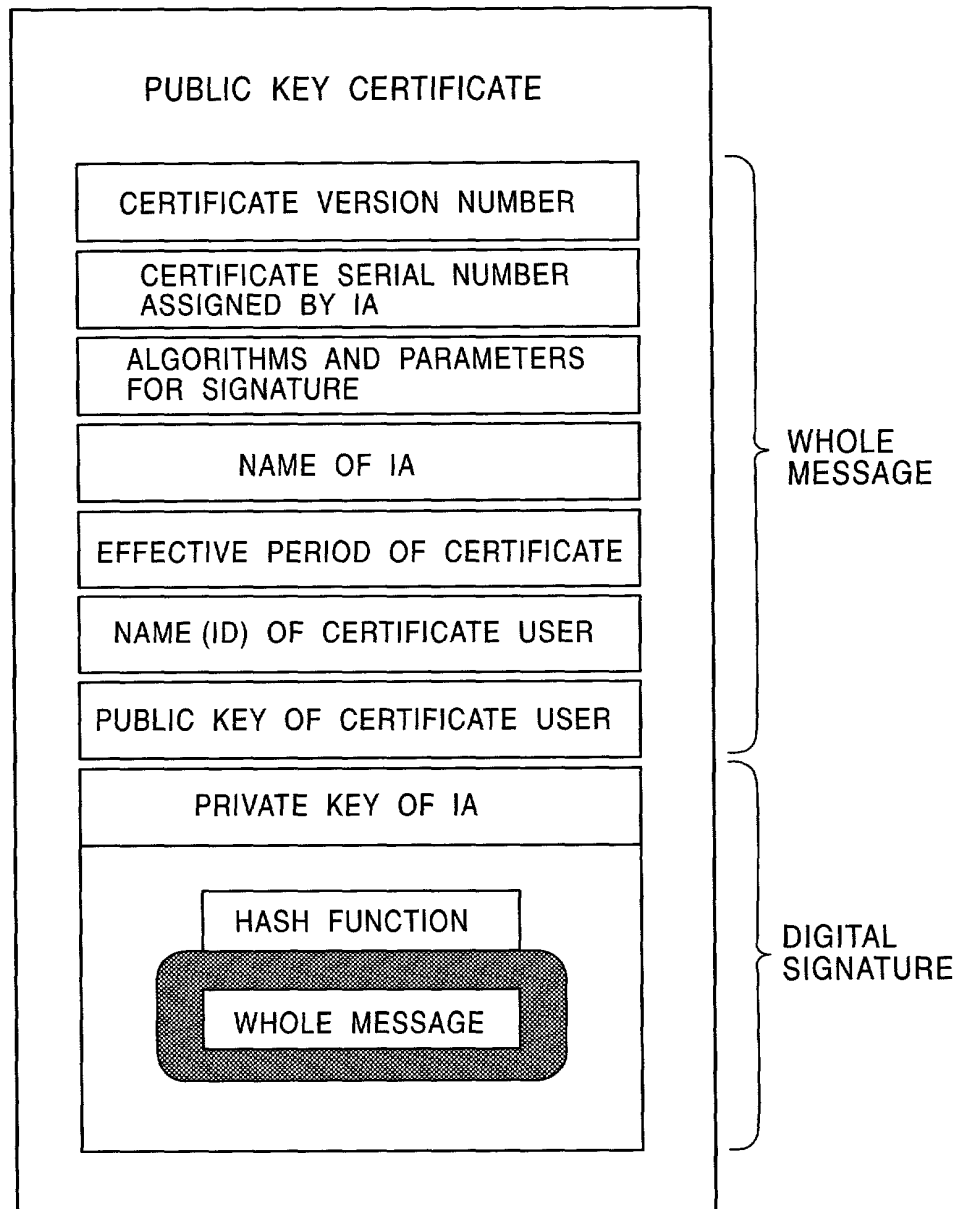 PUBLIC KEY CERTIFICATE
CERTIFICATE VERSION NUMBER
CERTIFICATE SERIAL NUMBER
ASSIGNED BY IA
ALGORITHMS AND PARAMETERS
FOR SIGNATURE
NAME OF IA
EFFECTIVE PERIOD OF CERTIFICATE
NAME (ID) OF CERTIFICATE USER
PUBLIC KEY OF CERTIFICATE USER
WHOLE
MESSAGE
PRIVATE KEY OF IA
HASH FUNCTION
WHOLE MESSAGE
DIGITAL
SIGNATURE